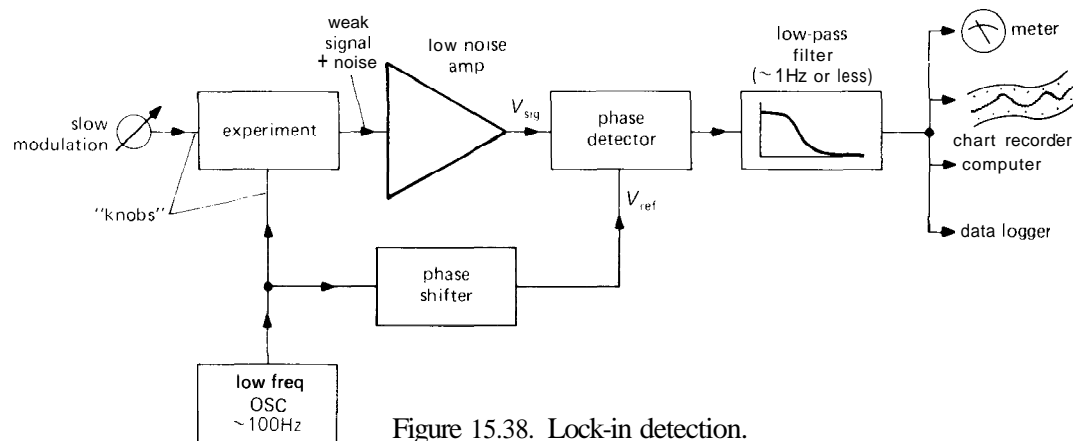 weak
signal
+ noise
low noise
amp
low-pass
filter
(~1Hz or less)
meter
slow
modulation
experiment
V_sig
phase
detector
chart recorder
computer
"knobs"
V_ref
data logger
phase
shifter
low freq
OSC
~100Hz
Figure 15.38. Lock-in detection.